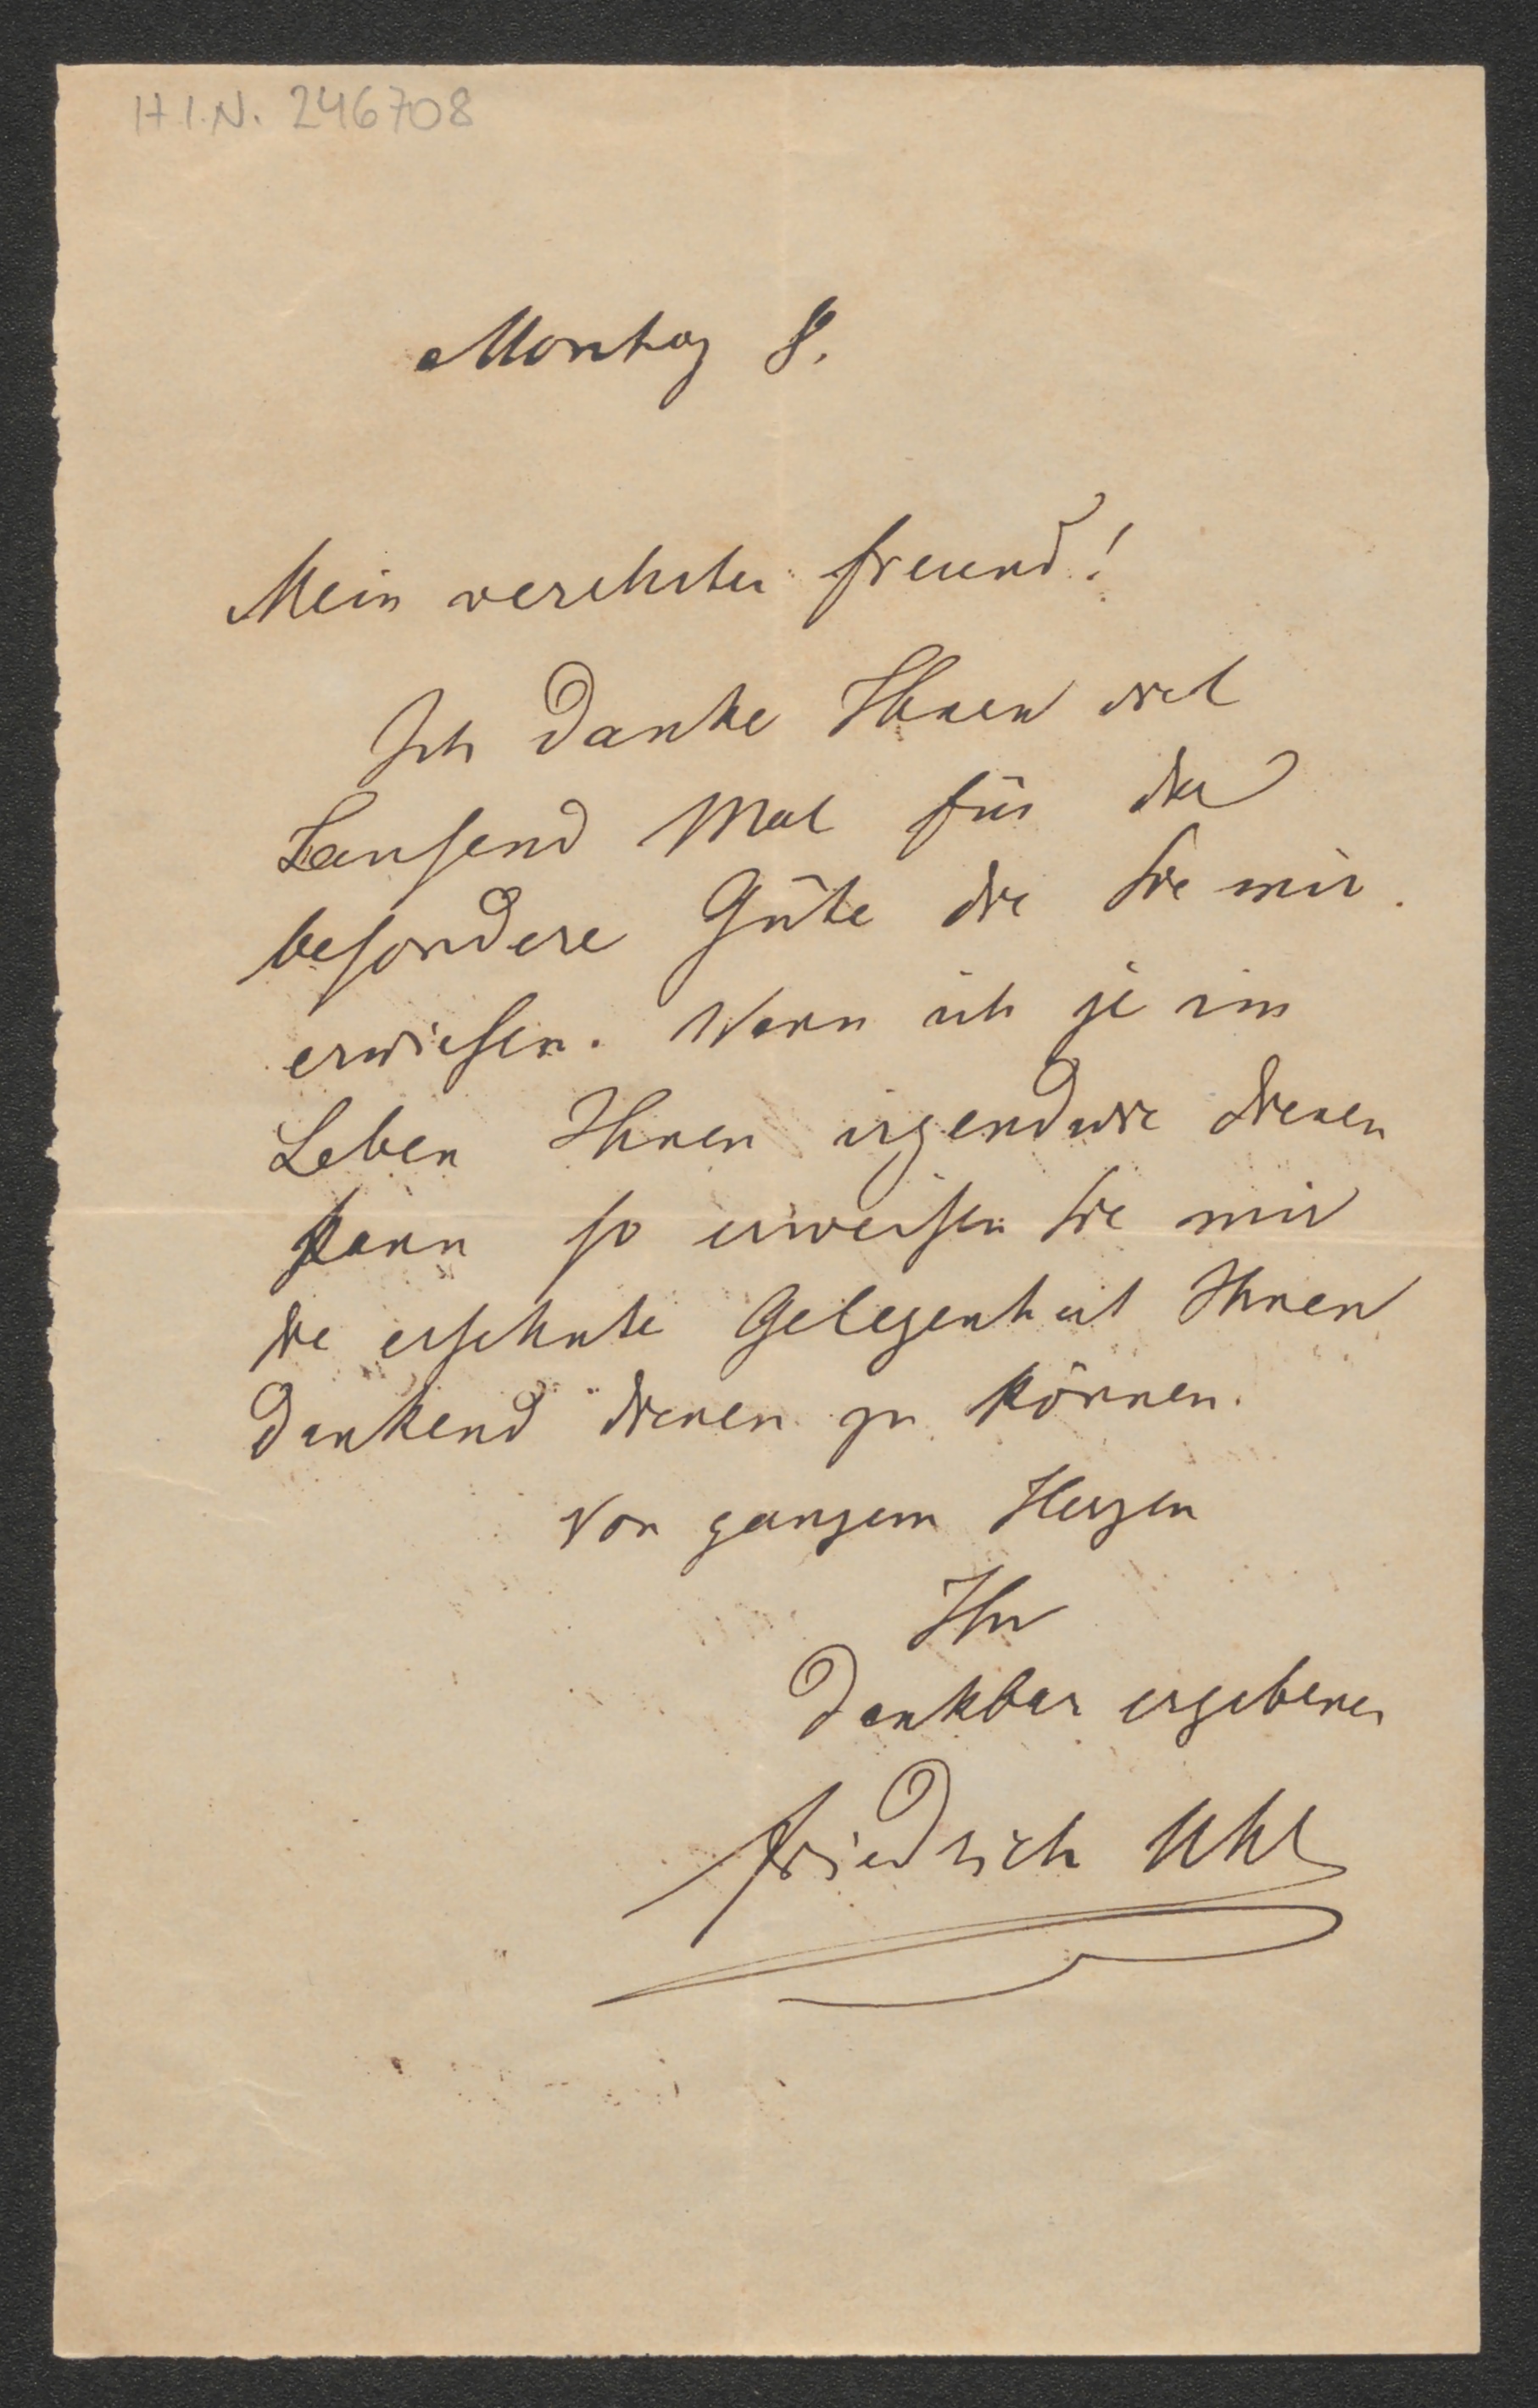 H.I.N. 246708
Montag 8.
Mein verehrter Freund!
Ich danke Ihnen viel
Tausend Mal für die
besondere Güte die Sie mir
erwiesen. Wenn ich je im
Leben Ihnen irgendwie dienen
kann so erweisen Sie mir
die ersehnte Gelegenheit Ihnen
dankend dienen zu können.
Von ganzem Herzen
Ihr
dankbar ergebener
Friedrich Uhl